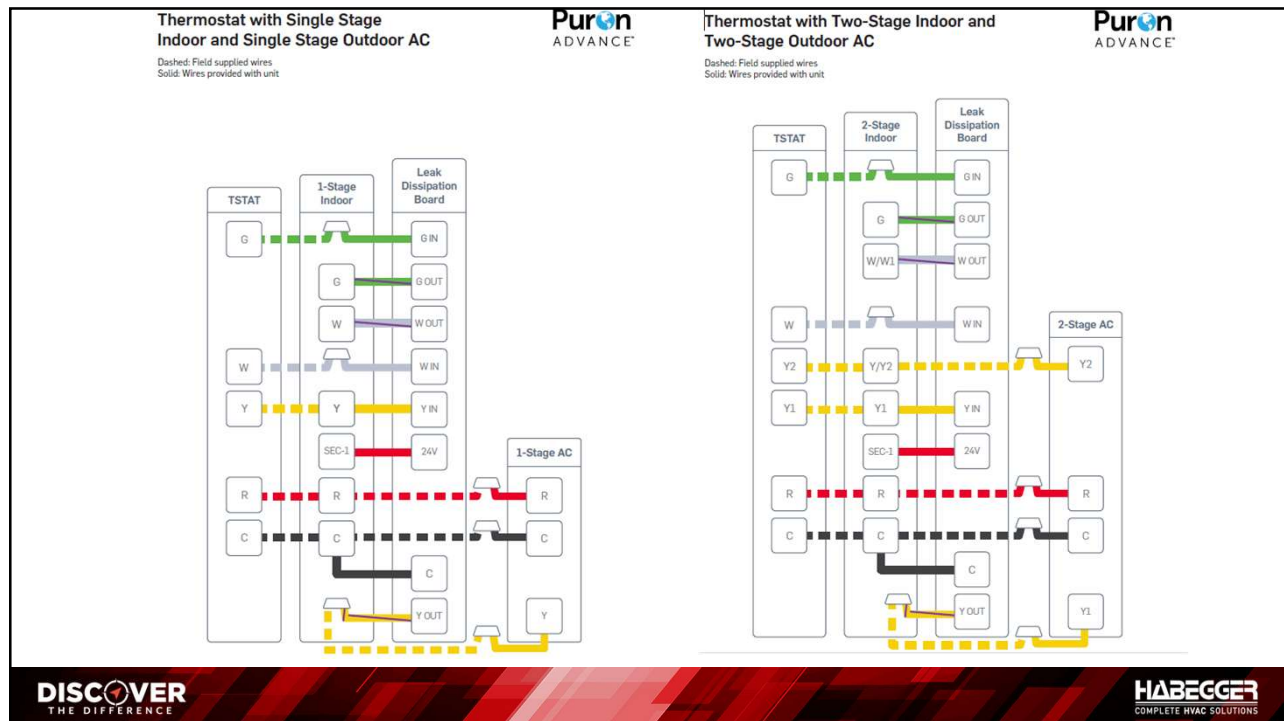 Thermostat with Single Stage
Indoor and Single Stage Outdoor AC
Dashed: Field supplied wires
Solid: Wires provided with unit
Puron
ADVANCE™
TSTAT
1-Stage
Indoor
Leak
Dissipation
Board
G
G IN
G
G OUT
W
W OUT
W
W IN
Y
Y
Y IN
SEC-1
24V
1-Stage AC
R
R
R
C
C
C
C
Y OUT
Y
Thermostat with Two-Stage Indoor and
Two-Stage Outdoor AC
Dashed: Field supplied wires
Solid: Wires provided with unit
Puron
ADVANCE™
TSTAT
2-Stage
Indoor
Leak
Dissipation
Board
G
G IN
G
G OUT
W/W1
W OUT
W
W IN
2-Stage AC
Y2
Y/Y2
Y2
Y1
Y1
Y IN
SEC-1
24V
R
R
R
C
C
C
C
Y OUT
Y1
DISCOVER
THE DIFFERENCE
HABEGGER
COMPLETE HVAC SOLUTIONS